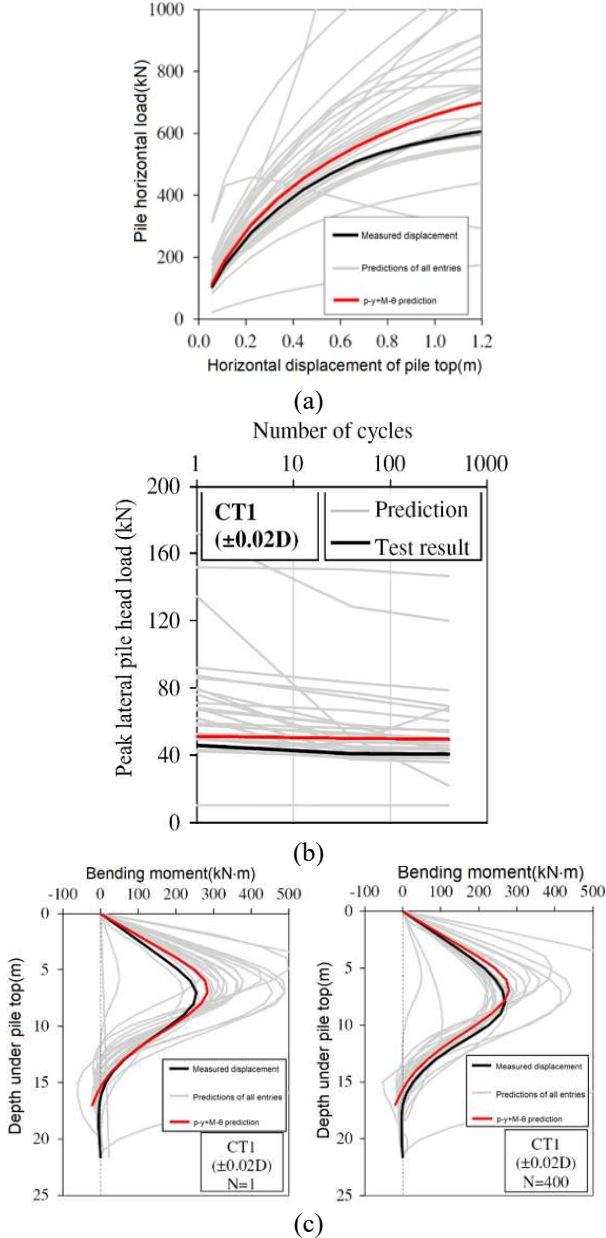 1000
800
600
400
200
0
Pile horizontal load(kN)
Measured displacement
Predictions of all entries
p-y+M-θ prediction
0.0 0.2 0.4 0.6 0.8 1.0 1.2
Horizontal displacement of pile top(m)
(a)
Number of cycles
1 10 100 1000
200
160
120
80
40
0
Peak lateral pile head load (kN)
CT1
(±0.02D)
Prediction
Test result
(b)
Bending moment(kN·m)
-100 0 100 200 300 400 500
0
5
10
15
20
25
Depth under pile top(m)
Measured displacement
Predictions of all entries
p-y+M-θ prediction
CT1
(±0.02D)
N=1
Bending moment(kN·m)
-100 0 100 200 300 400 500
0
5
10
15
20
25
Depth under pile top(m)
Measured displacement
Predictions of all entries
p-y+M-θ prediction
CT1
(±0.02D)
N=400
(c)